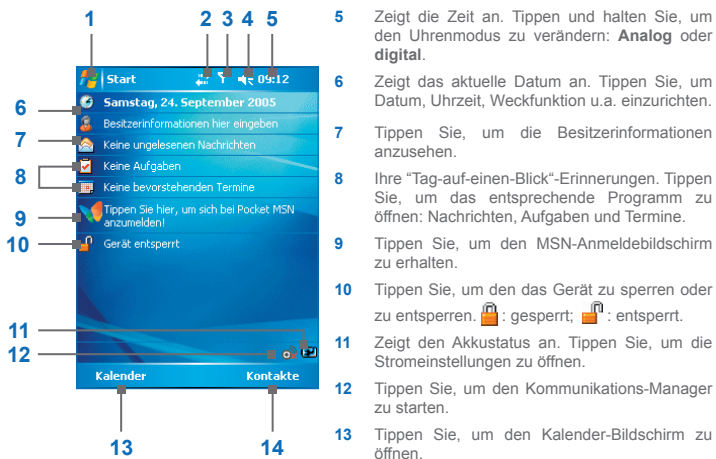 1
2 3 4 5
Start
09:12
Samstag, 24. September 2005
Besitzerinformationen hier eingeben
Keine ungelesenen Nachrichten
Keine Aufgaben
Keine bevorstehenden Termine
Tippen Sie hier, um sich bei Pocket MSN
anzumelden!
Gerät entsperrt
Kalender
Kontakte
6
7
8
9
10
11
12
13
14
5 Zeigt die Zeit an. Tippen und halten Sie, um
den Uhrenmodus zu verändern: Analog oder
digital.
6 Zeigt das aktuelle Datum an. Tippen Sie, um
Datum, Uhrzeit, Weckfunktion u.a. einzurichten.
7 Tippen Sie, um die Besitzerinformationen
anzusehen.
8 Ihre “Tag-auf-einen-Blick“-Erinnerungen. Tippen
Sie, um das entsprechende Programm zu
öffnen: Nachrichten, Aufgaben und Termine.
9 Tippen Sie, um den MSN-Anmeldebildschirm
zu erhalten.
10 Tippen Sie, um den das Gerät zu sperren oder
zu entsperren. : gesperrt; : entsperrt.
11 Zeigt den Akkustatus an. Tippen Sie, um die
Stromeinstellungen zu öffnen.
12 Tippen Sie, um den Kommunikations-Manager
zu starten.
13 Tippen Sie, um den Kalender-Bildschirm zu
öffnen.